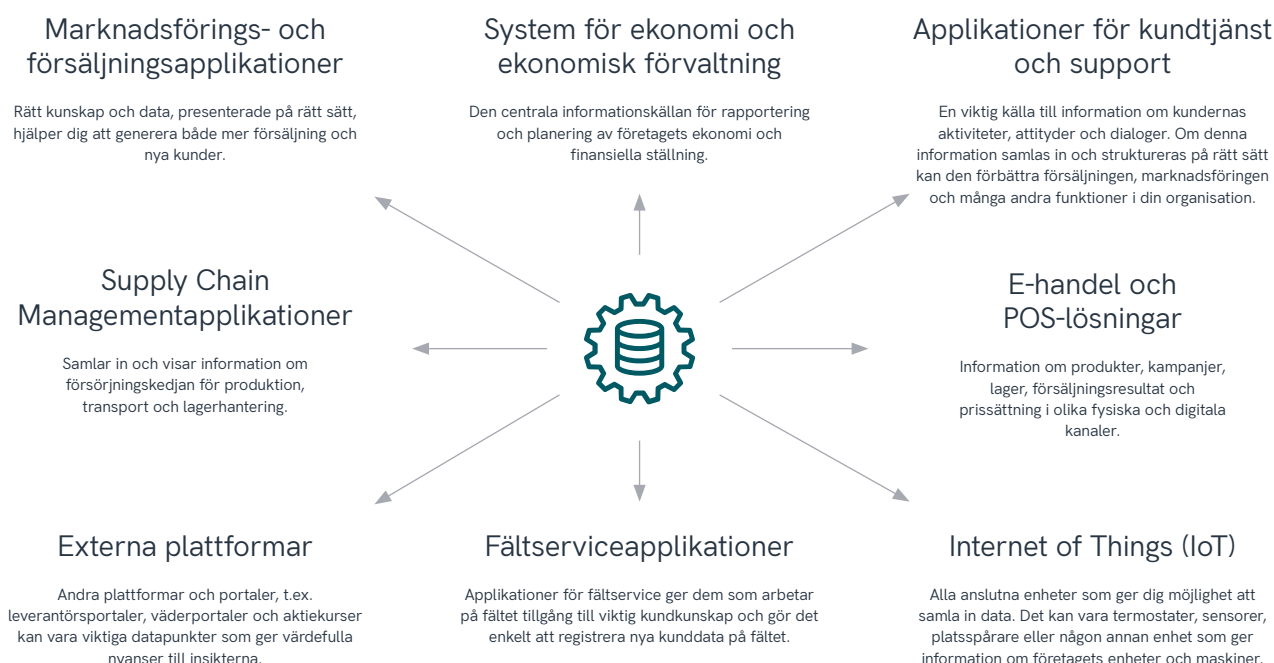 Marknadsförings- och
försäljningsapplikationer
Rätt kunskap och data, presenterade på rätt sätt,
hjälper dig att generera både mer försäljning och
nya kunder.
System för ekonomi och
ekonomisk förvaltning
Den centrala informationskällan för rapportering
och planering av företagets ekonomi och
finansiella ställning.
Applikationer för kundtjänst
och support
En viktig källa till information om kundernas
aktiviteter, attityder och dialoger. Om denna
information samlas in och struktureras på rätt sätt
kan den förbättra försäljningen, marknadsföringen
och många andra funktioner i din organisation.
Supply Chain
Managementapplikationer
Samlar in och visar information om
försörjningskedjan för produktion,
transport och lagerhantering.
E-handel och
POS-lösningar
Information om produkter, kampanjer,
lager, försäljningsresultat och
prissättning i olika fysiska och digitala
kanaler.
Externa plattformar
Andra plattformar och portaler, t.ex.
leverantörsportaler, väderportaler och aktiekurser
kan vara viktiga datapunkter som ger värdefulla
nyanser till insikterna.
Fältserviceapplikationer
Applikationer för fältservice ger dem som arbetar
på fältet tillgång till viktig kundkunskap och gör det
enkelt att registrera nya kunddata på fältet.
Internet of Things (IoT)
Alla anslutna enheter som ger dig möjlighet att
samla in data. Det kan vara termostater, sensorer,
platsspårare eller någon annan enhet som ger
information om företagets enheter och maskiner.